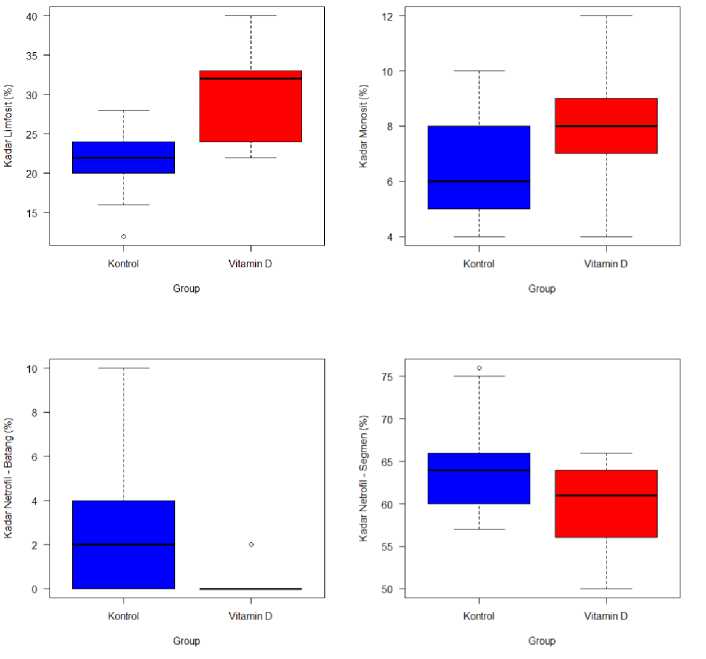 Kadar Limfosit (%)
40
35
30
25
20
15
Kontrol
Vitamin D
Group
Kadar Monosit (%)
12
10
8
6
4
Kontrol
Vitamin D
Group
Kadar Netrofil - Batang (%)
10
8
6
4
2
0
Kontrol
Vitamin D
Group
Kadar Netrofil - Segmen (%)
75
70
65
60
55
50
Kontrol
Vitamin D
Group